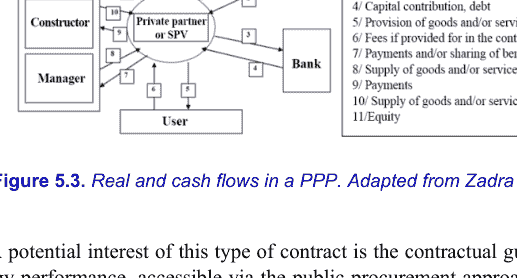 10
Constructor
Private partner
or SPV
9
3
8
Manager
7
4
Bank
6
5
User
4/ Capital contribution, debt
5/ Provision of goods and/or servi
6/ Fees if provided for in the cont
7/ Payments and/or sharing of ber
8/ Supply of goods and/or service
9/ Payments
10/ Supply of goods and/or servic
11/Equity
Figure 5.3. Real and cash flows in a PPP. Adapted from Zadra
potential interest of this type of contract is the contractual gu
gy performance, accessible via the public procurement approa